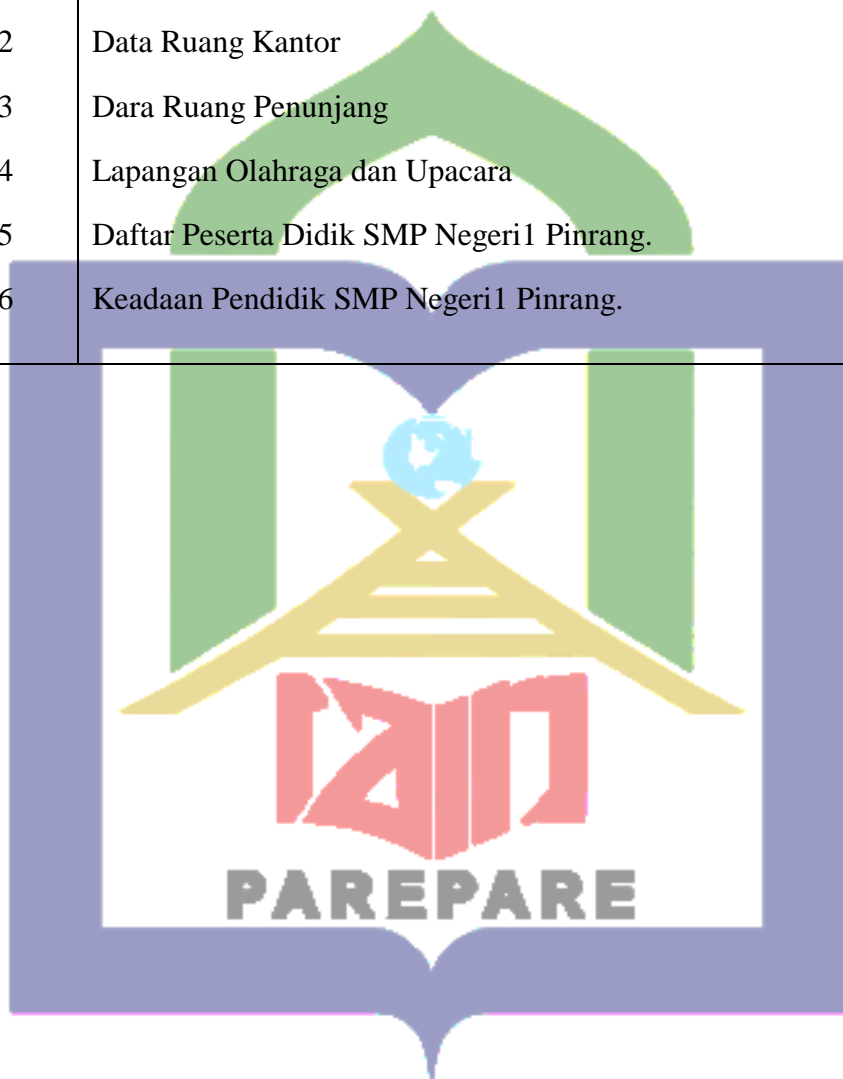 2 Data Ruang Kantor
3 Dara Ruang Penunjang
4 Lapangan Olahraga dan Upacara
5 Daftar Peserta Didik SMP Negeri1 Pinrang.
6 Keadaan Pendidik SMP Negeri1 Pinrang.
iain
PAREPARE